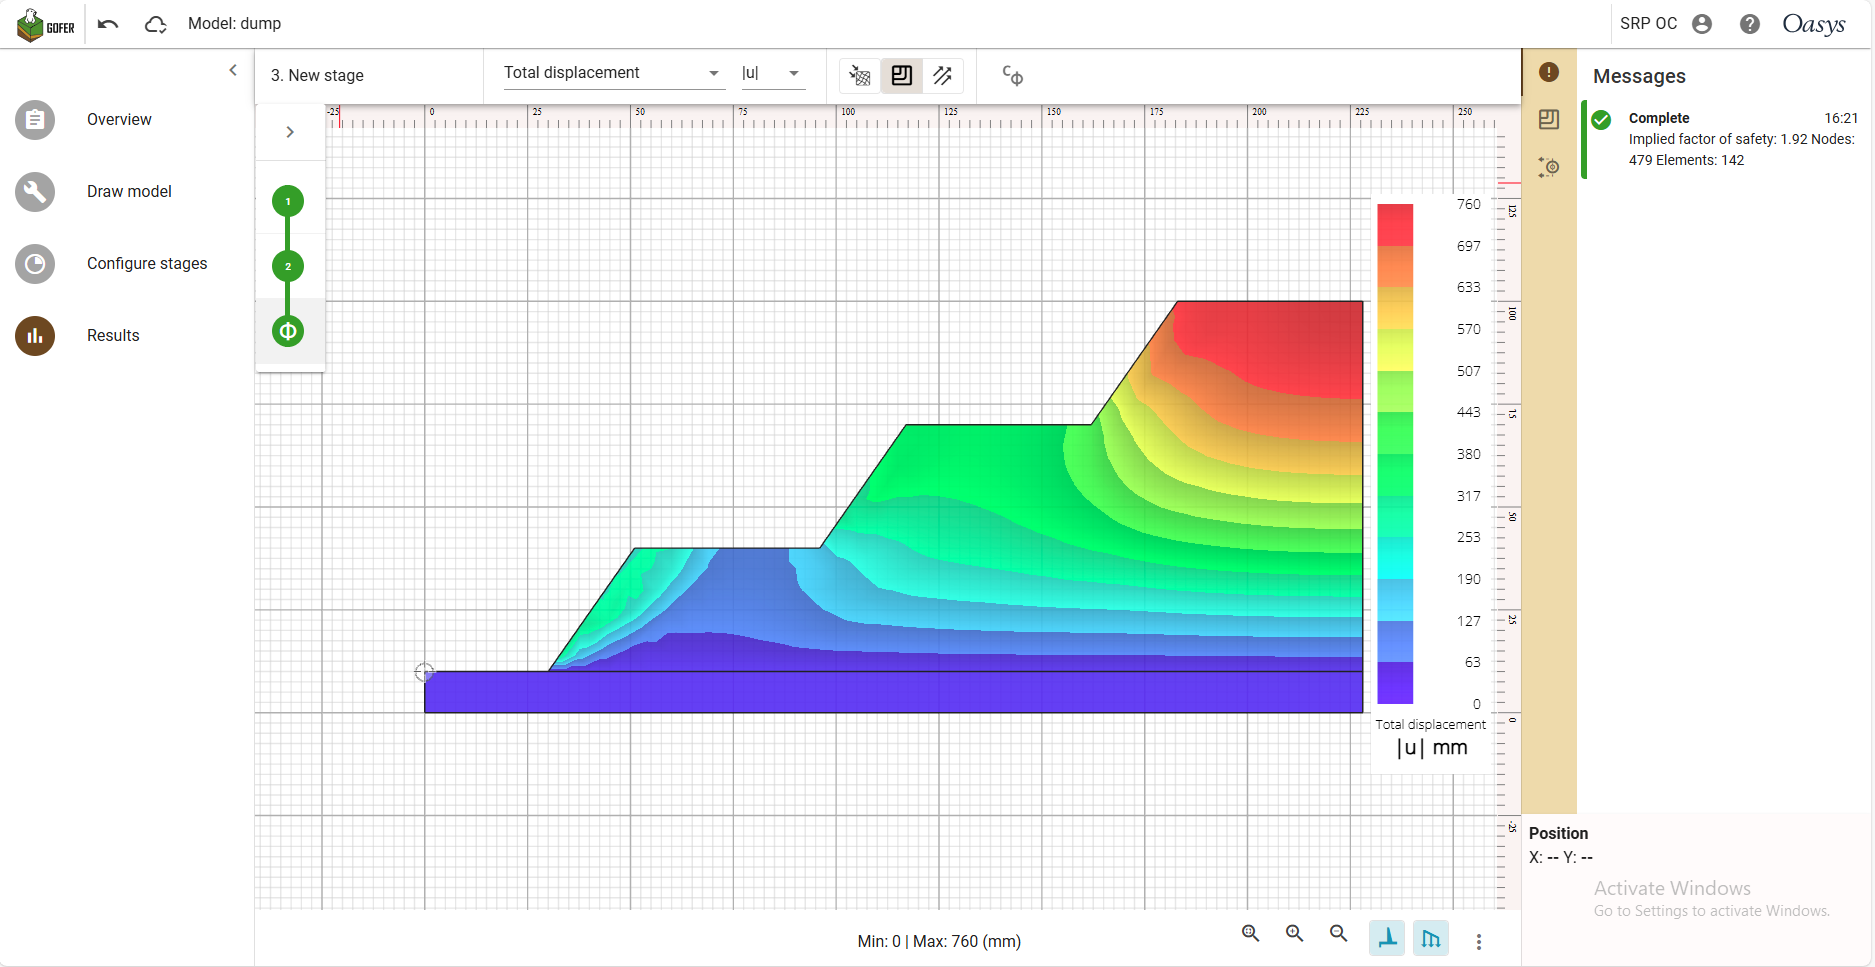 GOFER
Model: dump
SRP OC
Oasys
3. New stage
Total displacement
|u|
Messages
Overview
Draw model
Configure stages
Results
1
2
Φ
CΦ
-25 0 25 50 75 100 125 150 175 200 225 250
Complete 16:21
Implied factor of safety: 1.92 Nodes:
479 Elements: 142
125
100
75
50
25
0
-25
760
697
633
570
507
443
380
317
253
190
127
63
0
Total displacement
|u| mm
Position
X: -- Y: --
Activate Windows
Go to Settings to activate Windows.
Min: 0 | Max: 760 (mm)